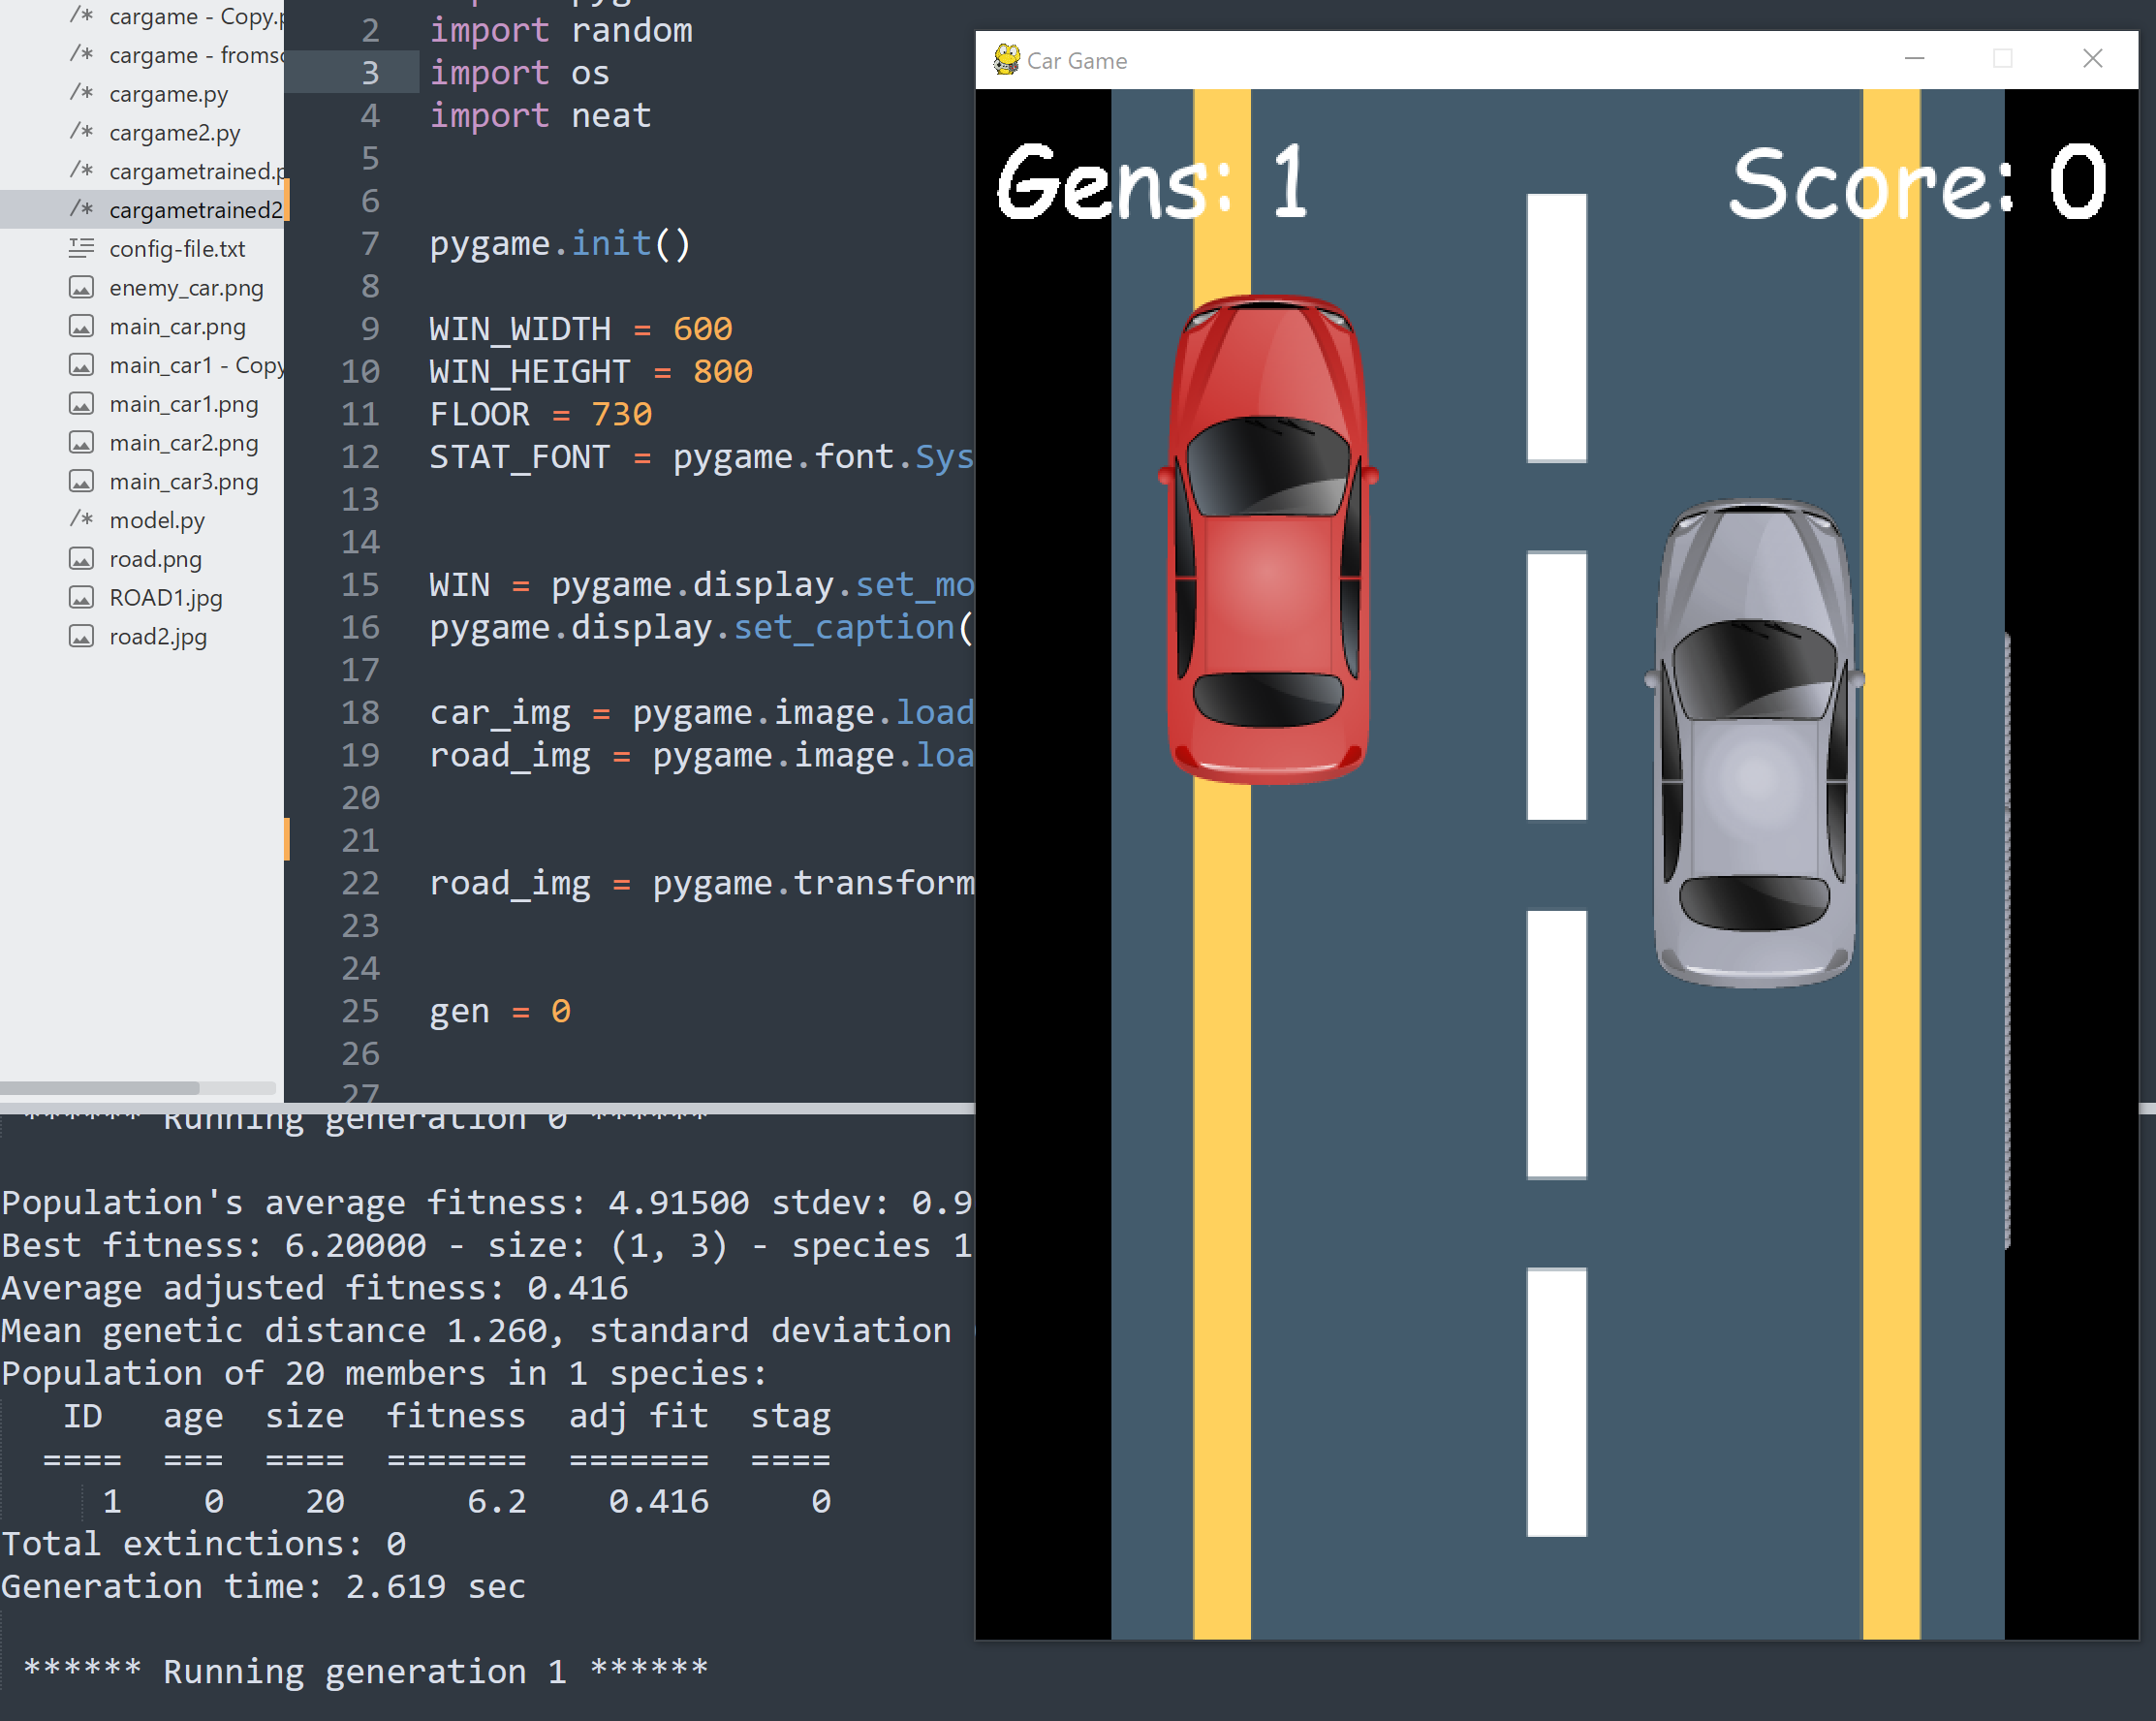 cargame - Copy.p
cargame - fromsc
cargame.py
cargame2.py
cargametrained.p
cargametrained2
config-file.txt
enemy_car.png
main_car.png
main_car1 - Copy
main_car1.png
main_car2.png
main_car3.png
model.py
road.png
ROAD1.jpg
road2.jpg
2 import random
3 import os
4 import neat
5
6
7 pygame.init()
8
9 WIN_WIDTH = 600
10 WIN_HEIGHT = 800
11 FLOOR = 730
12 STAT_FONT = pygame.font.Sys
13
14
15 WIN = pygame.display.set_mo
16 pygame.display.set_caption(
17
18 car_img = pygame.image.load
19 road_img = pygame.image.loa
20
21
22 road_img = pygame.transform
23
24
25 gen = 0
26
27
Car Game
Gens: 1
Score: 0
****** Running generation 0 ******
Population's average fitness: 4.91500 stdev: 0.9
Best fitness: 6.20000 - size: (1, 3) - species 1
Average adjusted fitness: 0.416
Mean genetic distance 1.260, standard deviation
Population of 20 members in 1 species:
ID age size fitness adj fit stag
==== === ==== ======= ======= ====
1 0 20 6.2 0.416 0
Total extinctions: 0
Generation time: 2.619 sec
****** Running generation 1 ******